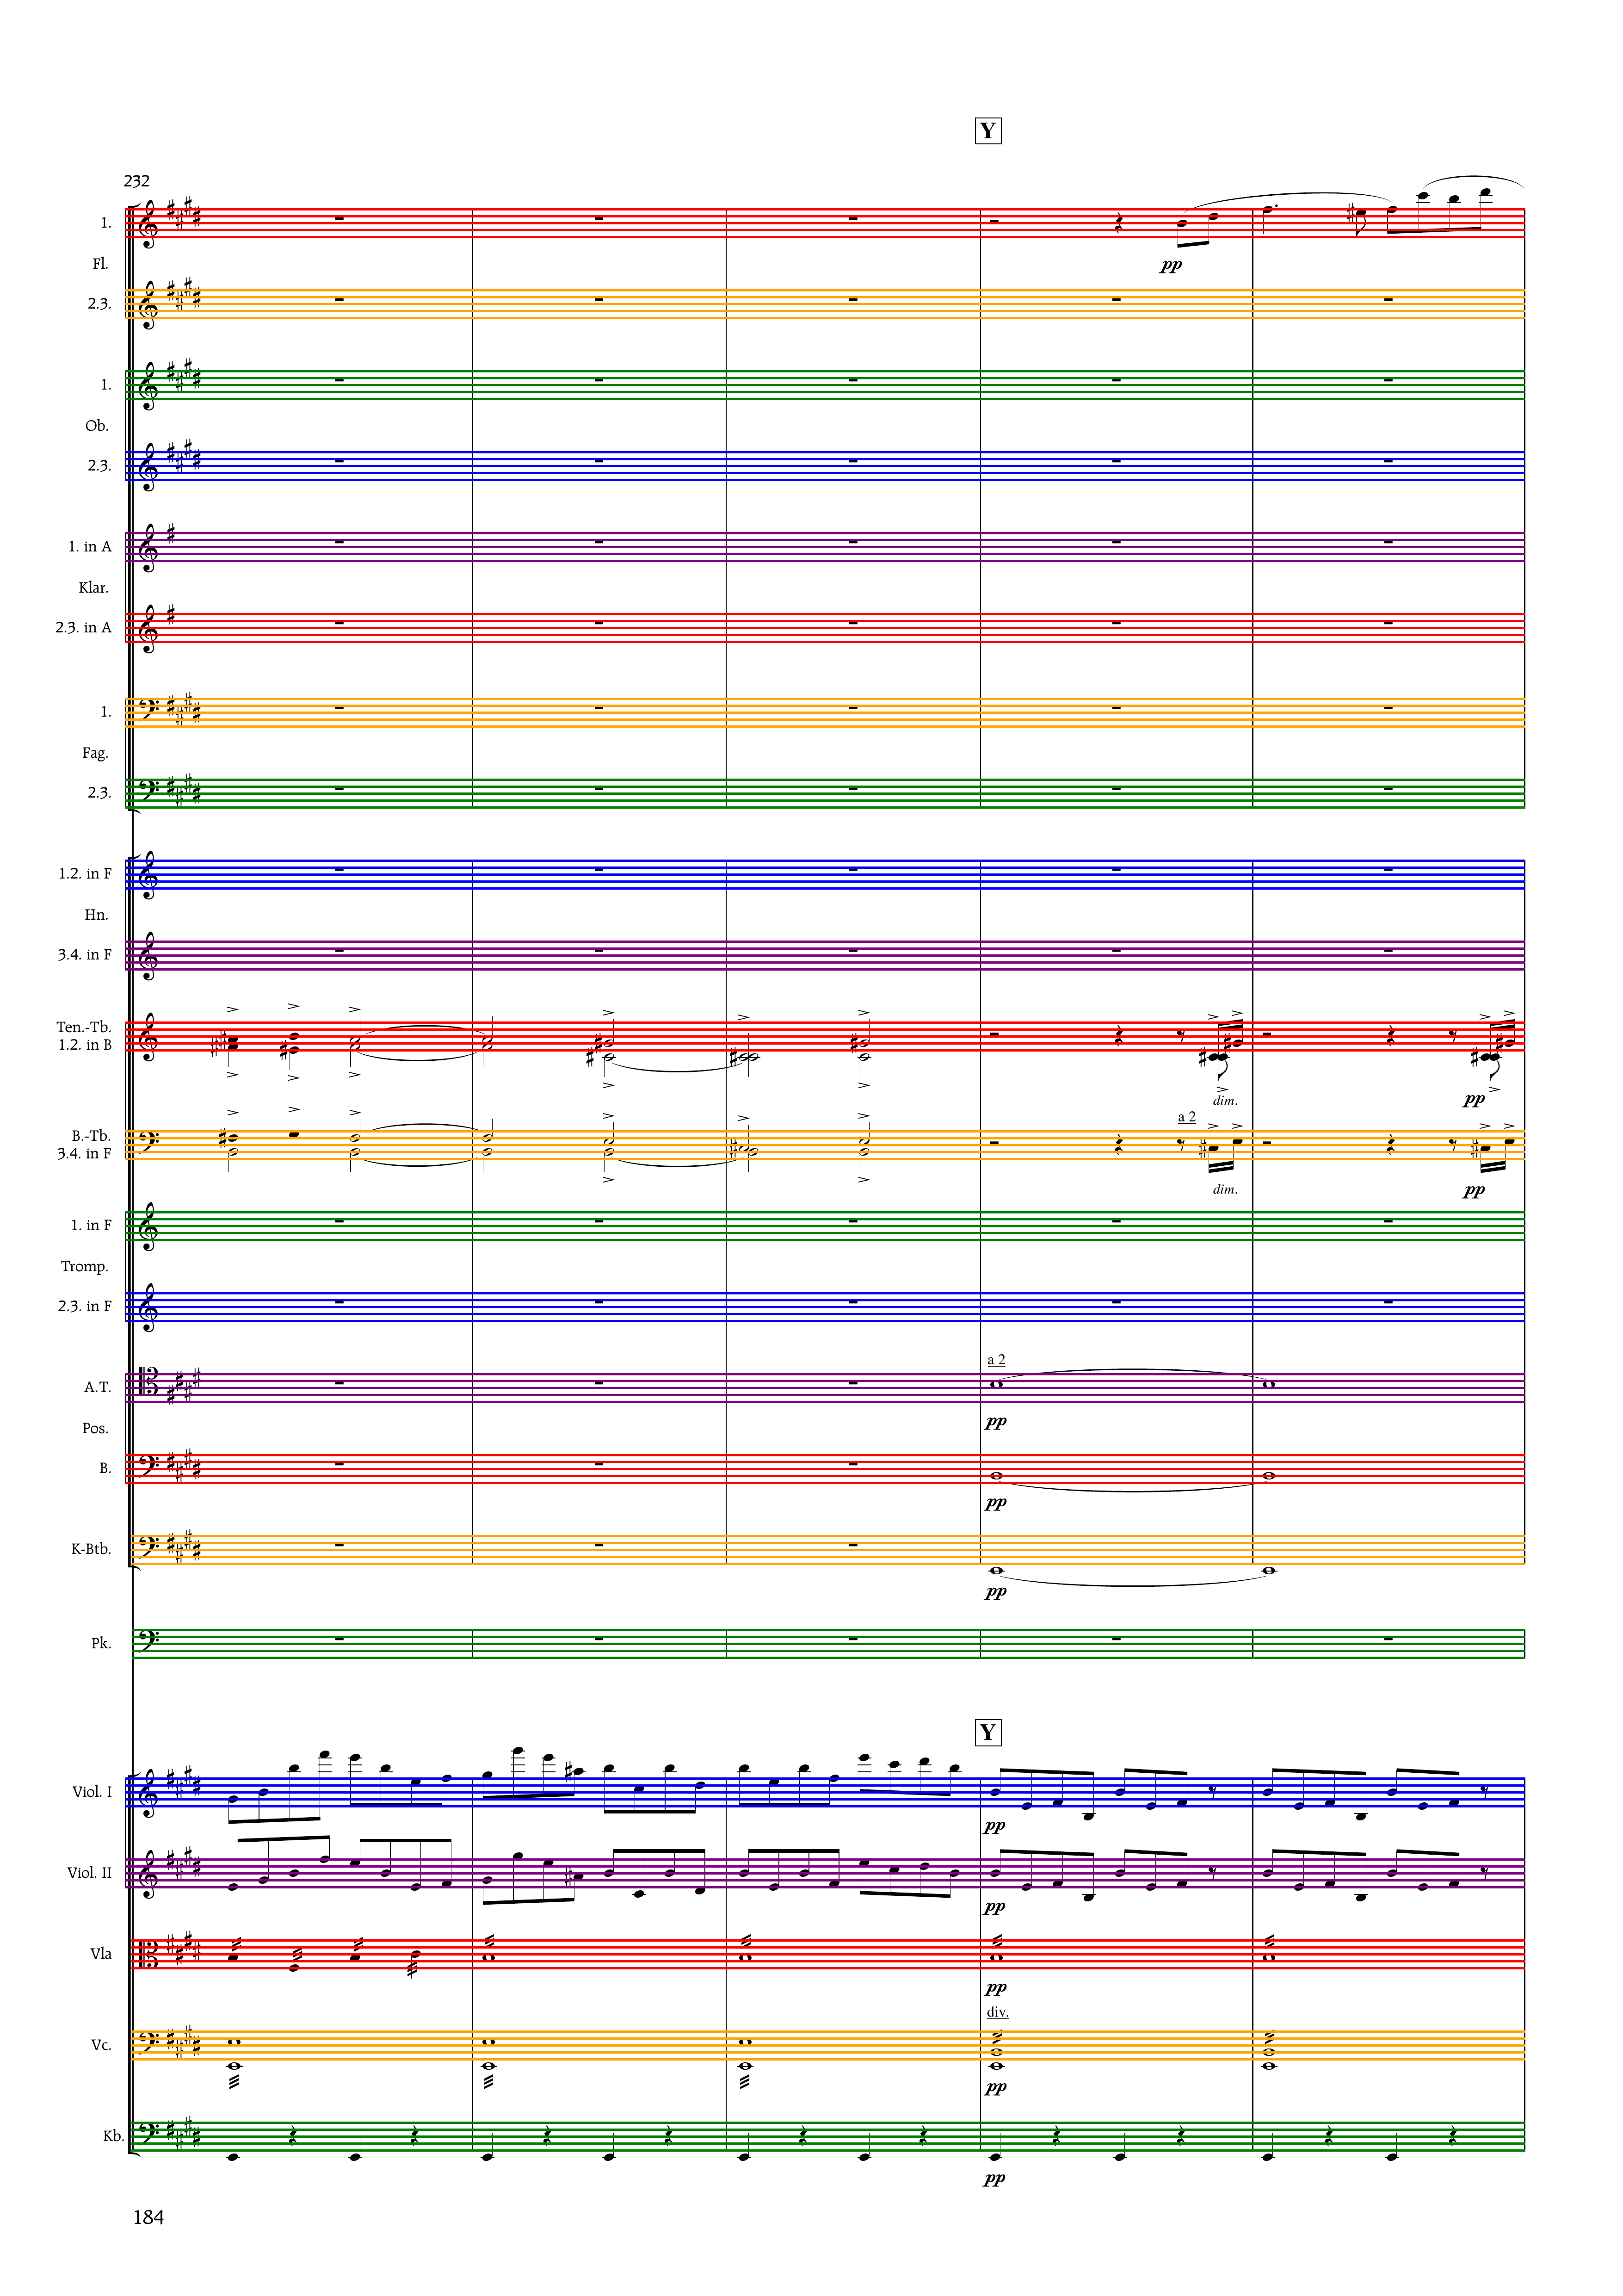 Y
232
1.
pp
Fl.
2.3.
1.
Ob.
2.3.
1. in A
Klar.
2.3. in A
1.
Fag.
2.3.
1.2. in F
Hn.
3.4. in F
Ten.-Tb.
1.2. in B
dim.
pp
a 2
B.-Tb.
3.4. in F
dim.
pp
1. in F
Tromp.
2.3. in F
a 2
A.T.
pp
Pos.
B.
pp
K-Btb.
pp
Pk.
Y
Viol. I
pp
Viol. II
pp
Vla
pp
div.
Vc.
pp
Kb.
pp
184